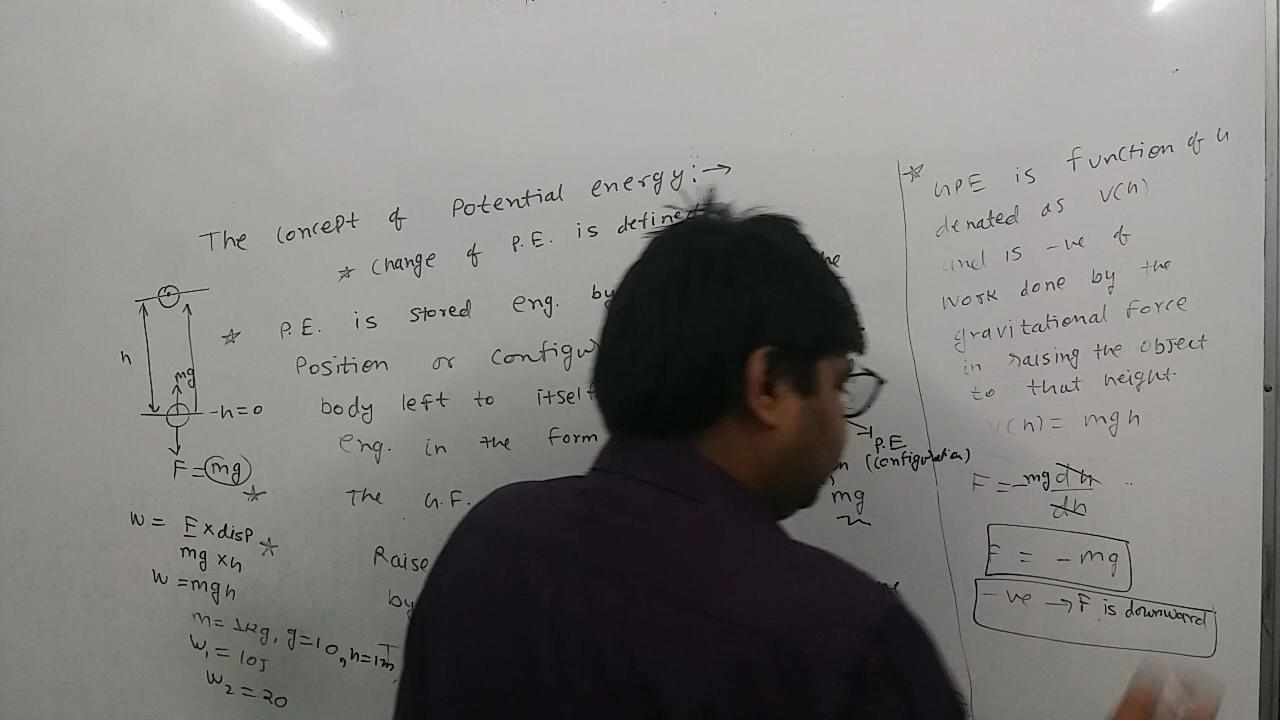 The Concept of Potential energy:→
* Change of P.E. is defined
* P.E. is stored eng. by
Position or Configu
body left to itself
eng. in the form
* The G.F.
* Raise
by
h
mg
-h=0
F = mg
W = F x disp
mg x h
W = mgh
m = 1kg, g=10, h=1m,
W₁ = 10J
W₂ = 20
P.E
(Configuration)
mg
* GPE is function of h
denated as V(h)
and is -ve of
work done by the
gravitational force
in raising the object
to that height.
V(h) = mgh
F = -mg dh/dh
F = - mg
- ve → F is downward